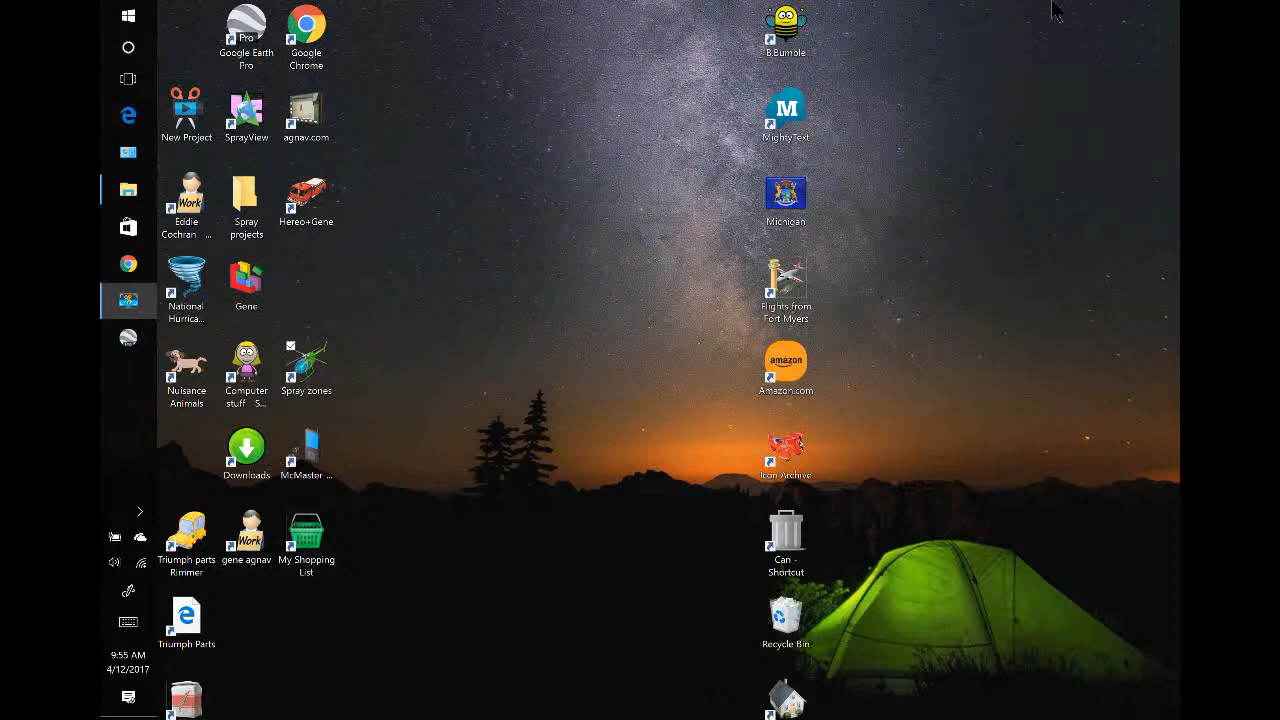 Google Earth
Pro
Google
Chrome
B.Bumble
New Project
SprayView
agnav.com
MightyText
Eddie
Cochran ...
Spray
projects
Hereo+Gene
Michigan
National
Hurrica...
Gene
Flights from
Fort Myers
Nuisance
Animals
Computer
stuff S...
Spray zones
amazon
Amazon.com
Downloads
McMaster ...
Icon Archive
Triumph parts
Rimmer
gene agnav
My Shopping
List
Can -
Shortcut
Triumph Parts
Recycle Bin
9:55 AM
4/12/2017
Pro
M
Work
Work